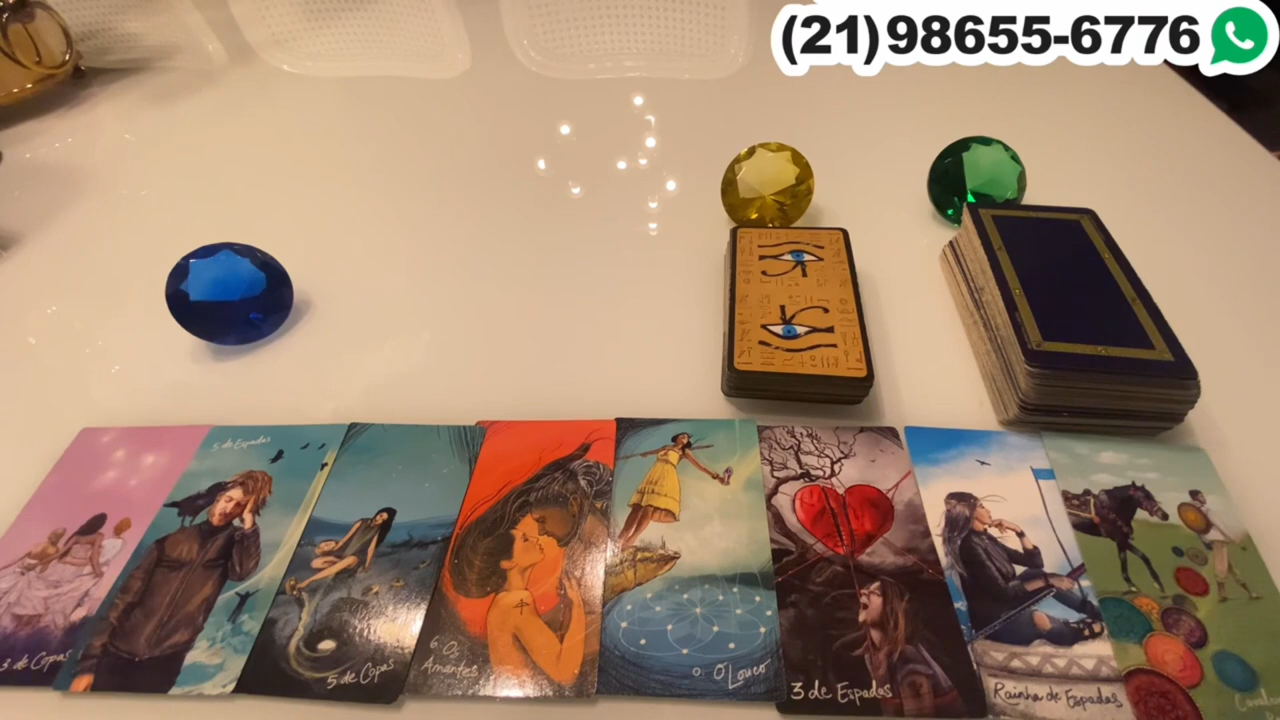 (21)98655-6776
5 de Espadas
3 de Copas
5 de Copas
6. Os
Amantes
0. O Louco
3 de Espadas
Rainha de Espadas